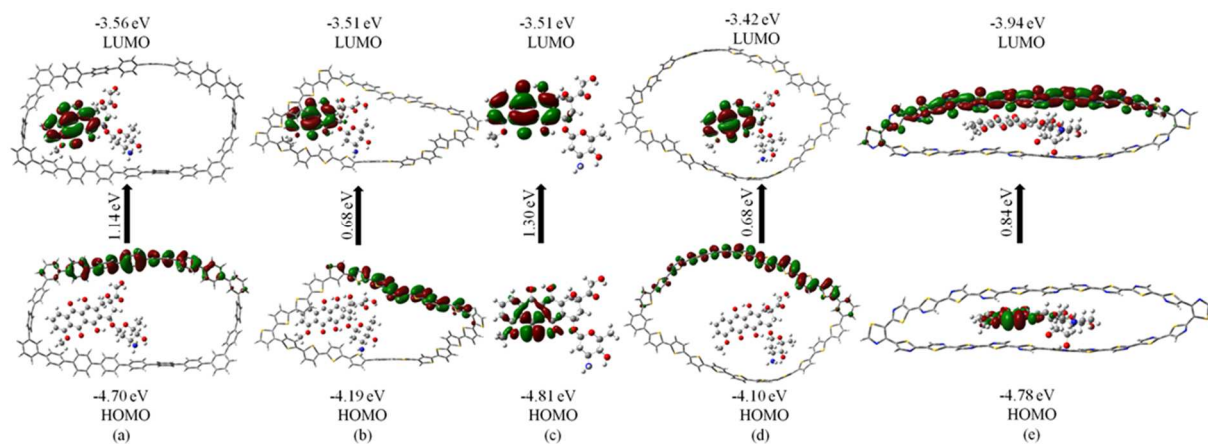 -3.56 eV
LUMO
-3.51 eV
LUMO
-3.51 eV
LUMO
-3.42 eV
LUMO
-3.94 eV
LUMO
1.14 eV
0.68 eV
1.30 eV
0.68 eV
0.84 eV
-4.70 eV
HOMO
(a)
-4.19 eV
HOMO
(b)
-4.81 eV
HOMO
(c)
-4.10 eV
HOMO
(d)
-4.78 eV
HOMO
(e)